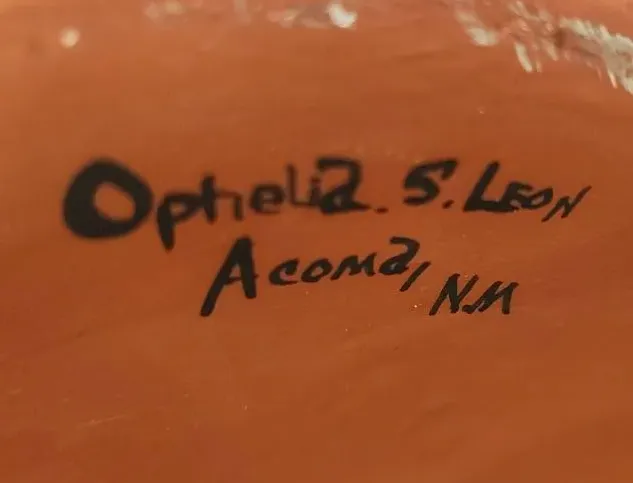 Ophelia. S. LEON
Acoma, NM